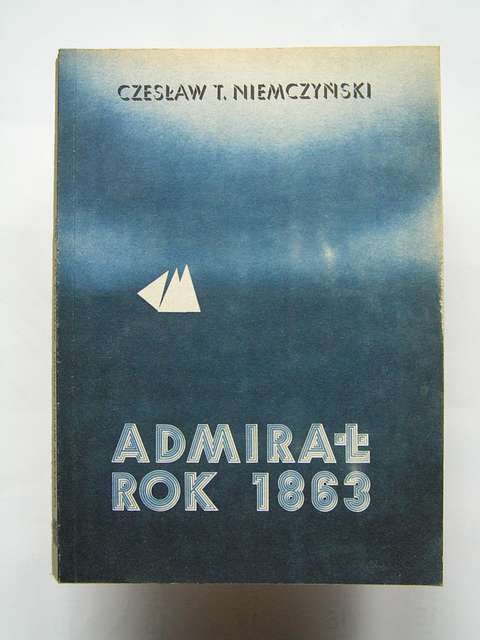 CZESŁAW T. NIEMCZYŃSKI
ADMIRAŁ
ROK 1863